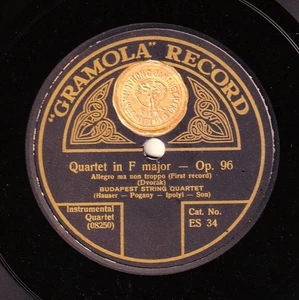 "GRAMOLA" RECORD
Quartet in F major — Op. 96
Allegro ma non troppo (First record)
(Dvořák)
BUDAPEST STRING QUARTET
(Hauser - Pogany - Ipolyi - Son)
Instrumental
Quartet
(08250)
Cat. No.
ES 34